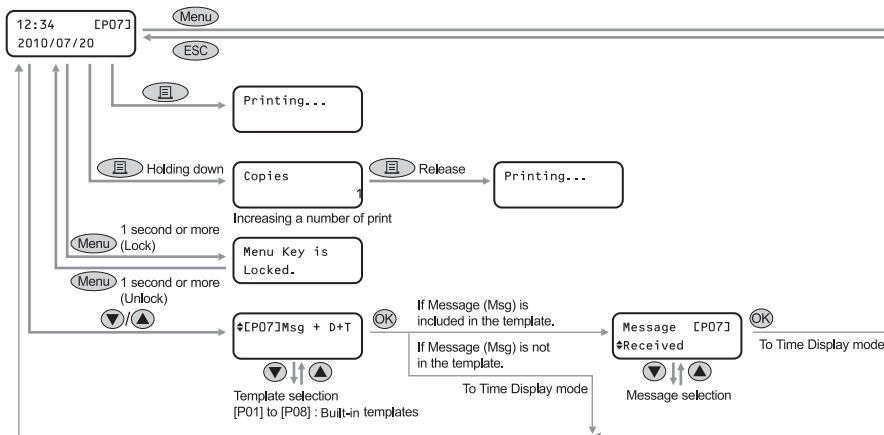 12:34 [P07]
2010/07/20
Menu
ESC
Printing...
Holding down
Copies
1
Increasing a number of print
Release
Printing...
Menu
1 second or more
(Lock)
Menu Key is
Locked.
Menu
1 second or more
(Unlock)
▼/▲
♦[P07]Msg + D+T
Template selection
[P01] to [P08] : Built-in templates
OK
If Message (Msg) is
included in the template.
If Message (Msg) is not
in the template.
To Time Display mode
Message [P07]
♦Received
Message selection
OK
To Time Display mode